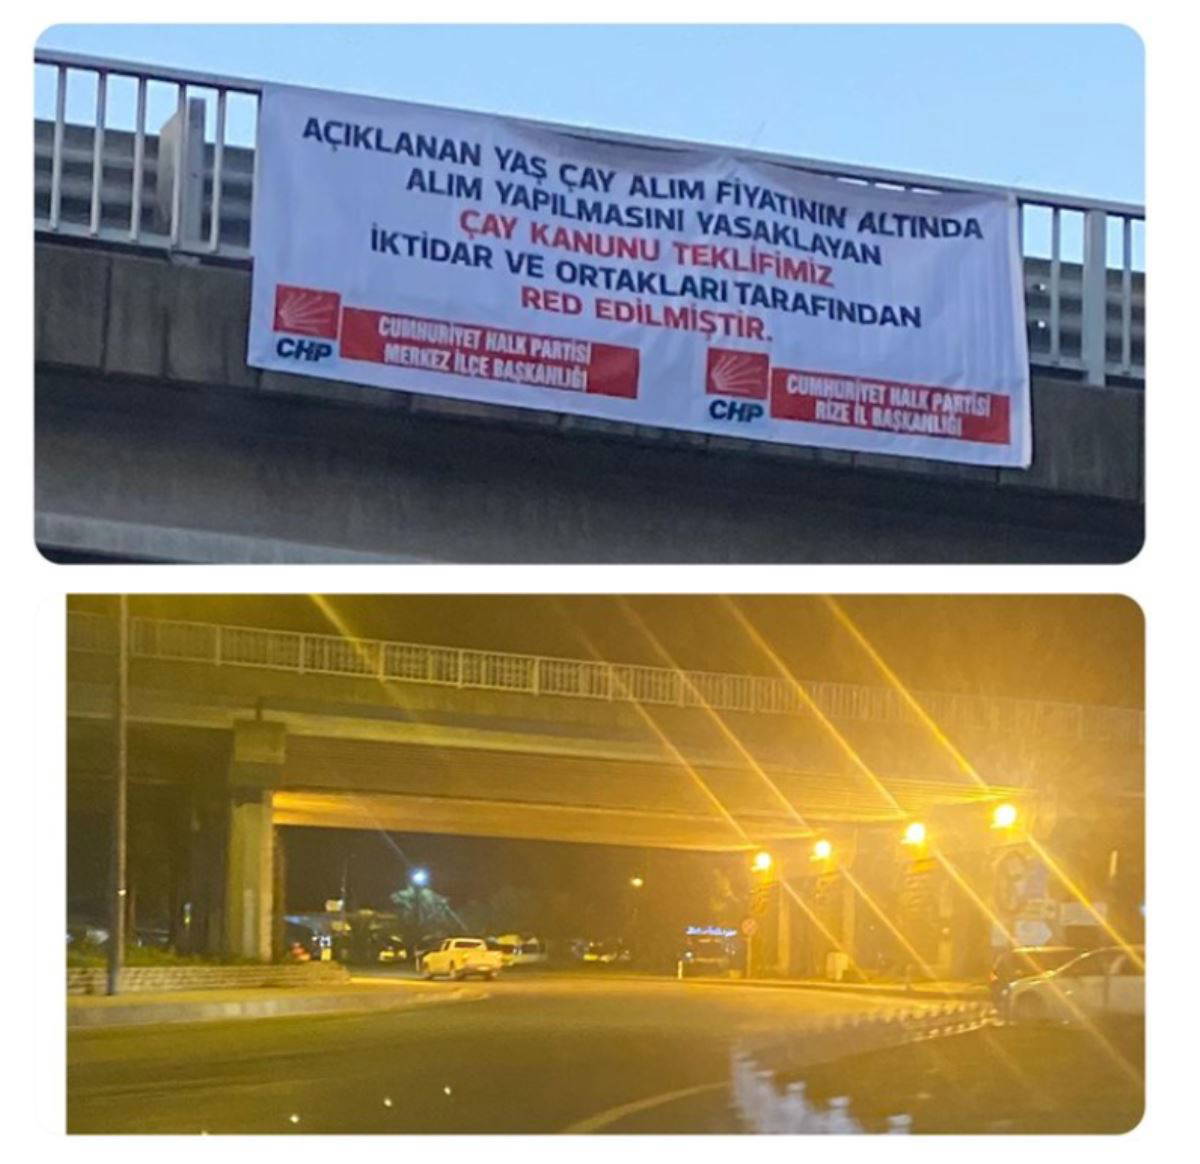 AÇIKLANAN YAŞ ÇAY ALIM FİYATININ ALTINDA
ALIM YAPILMASINI YASAKLAYAN
ÇAY KANUNU TEKLİFİMİZ
İKTİDAR VE ORTAKLARI TARAFINDAN
RED EDİLMİŞTİR.
CHP
CUMHURİYET HALK PARTİSİ
MERKEZ İLÇE BAŞKANLIĞI
CHP
CUMHURİYET HALK PARTİSİ
RİZE İL BAŞKANLIĞI